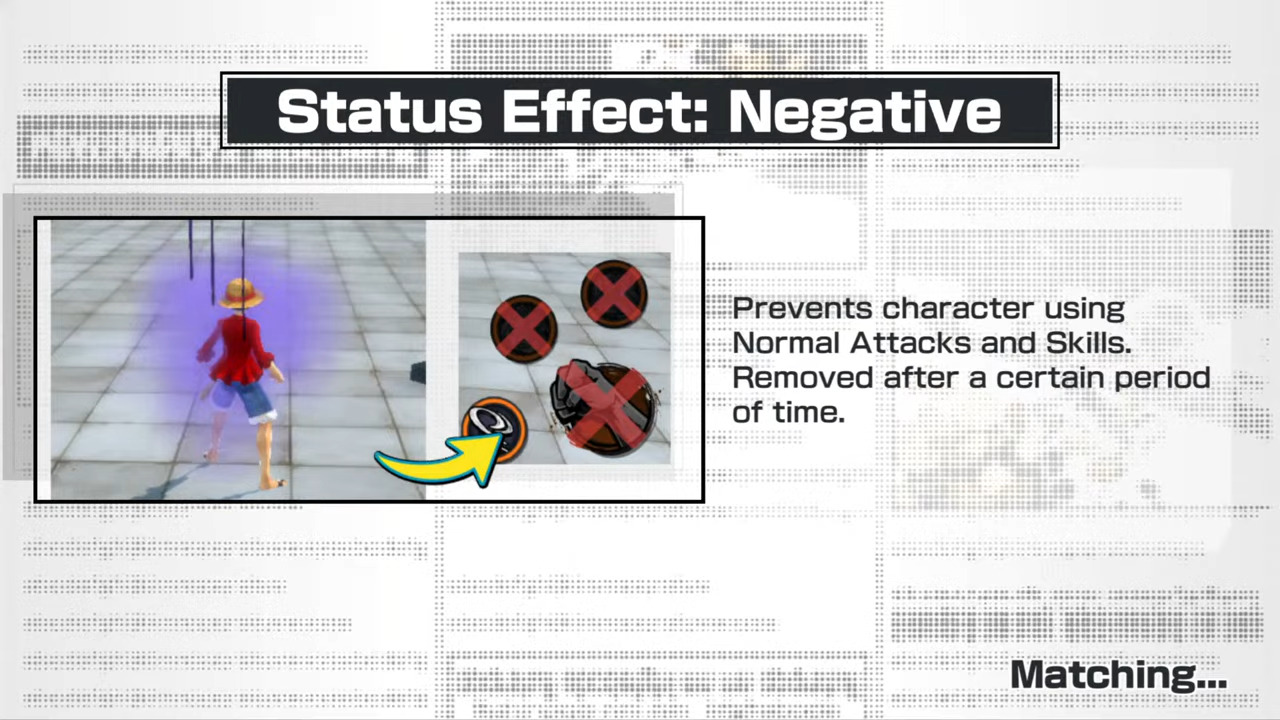 Status Effect: Negative
Prevents character using
Normal Attacks and Skills.
Removed after a certain period
of time.
Matching...